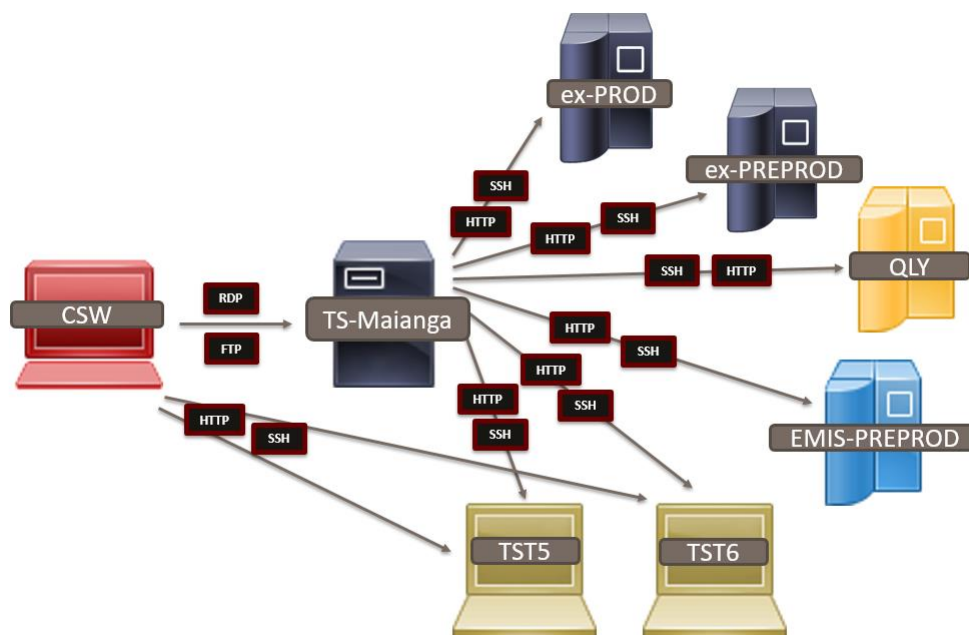 ex-PROD
ex-PREPROD
SSH
HTTP
SSH
HTTP
QLY
SSH
HTTP
CSW
RDP
TS-Maianga
FTP
HTTP
SSH
HTTP
SSH
HTTP
SSH
HTTP
SSH
EMIS-PREPROD
TST5
TST6